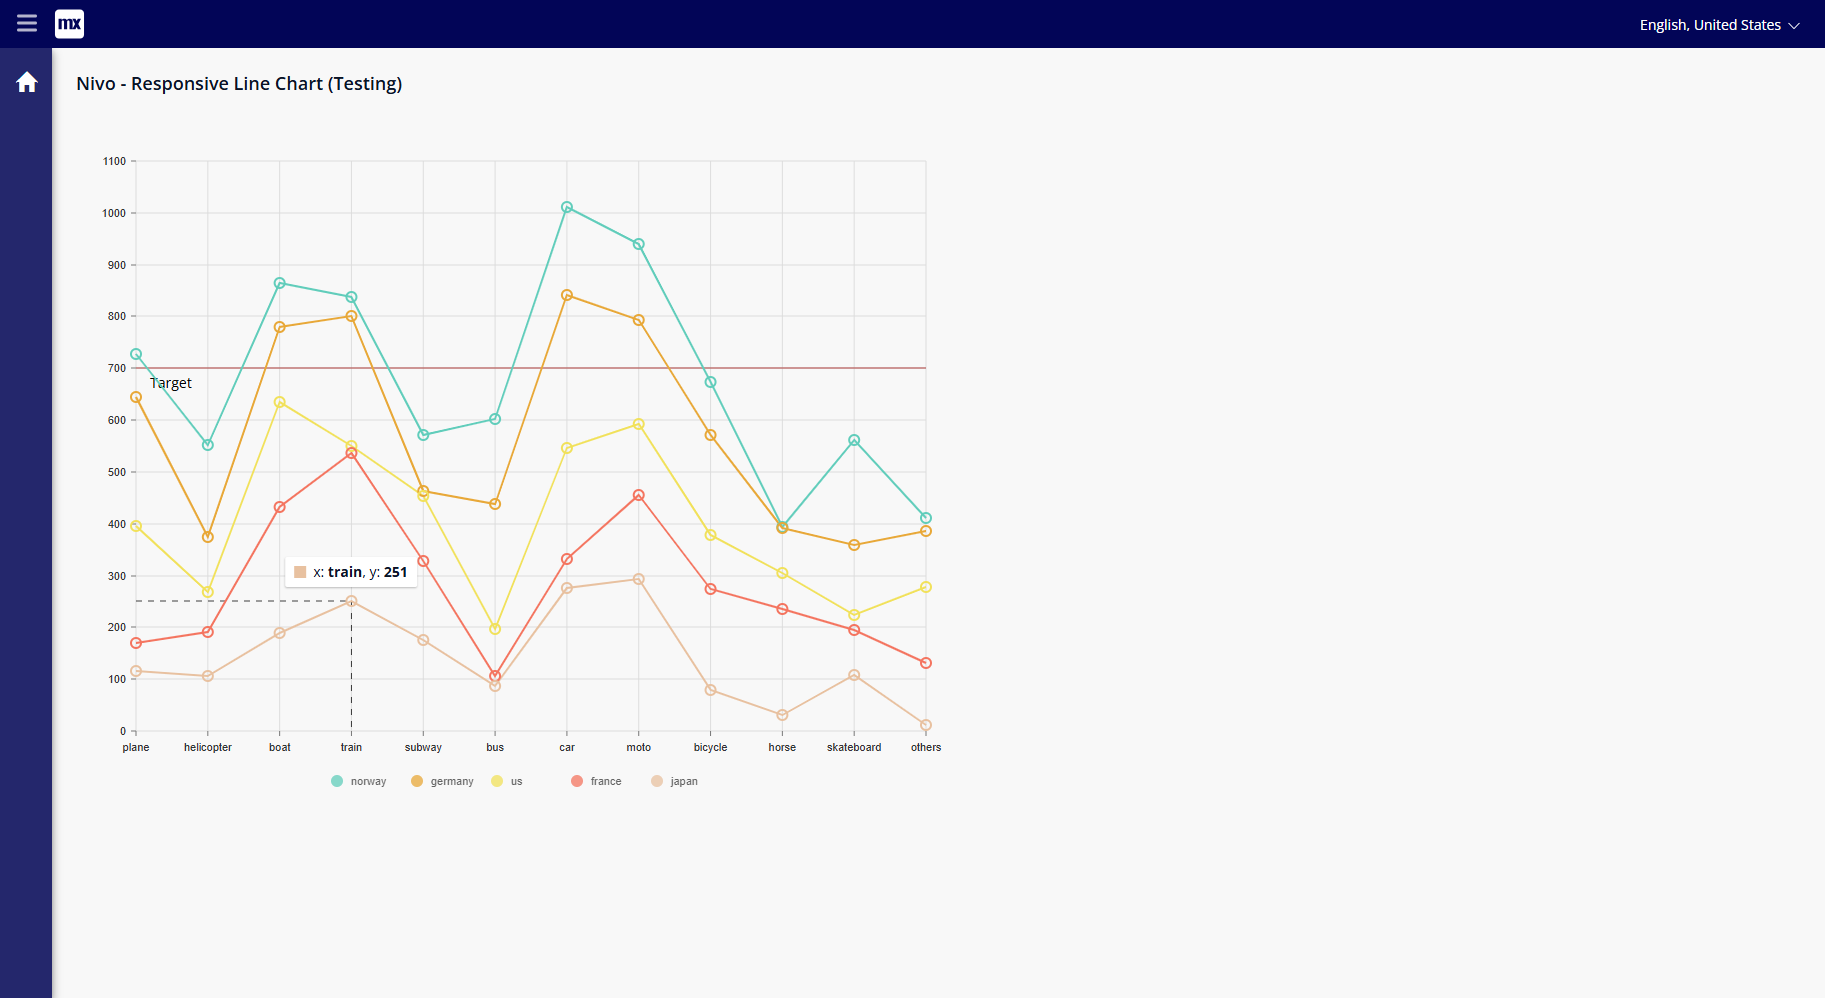 mx
English, United States
Nivo - Responsive Line Chart (Testing)
1100
1000
900
800
700
Target
600
500
400
300
x: train, y: 251
200
100
0
plane helicopter boat train subway bus car moto bicycle horse skateboard others
norway germany us france japan